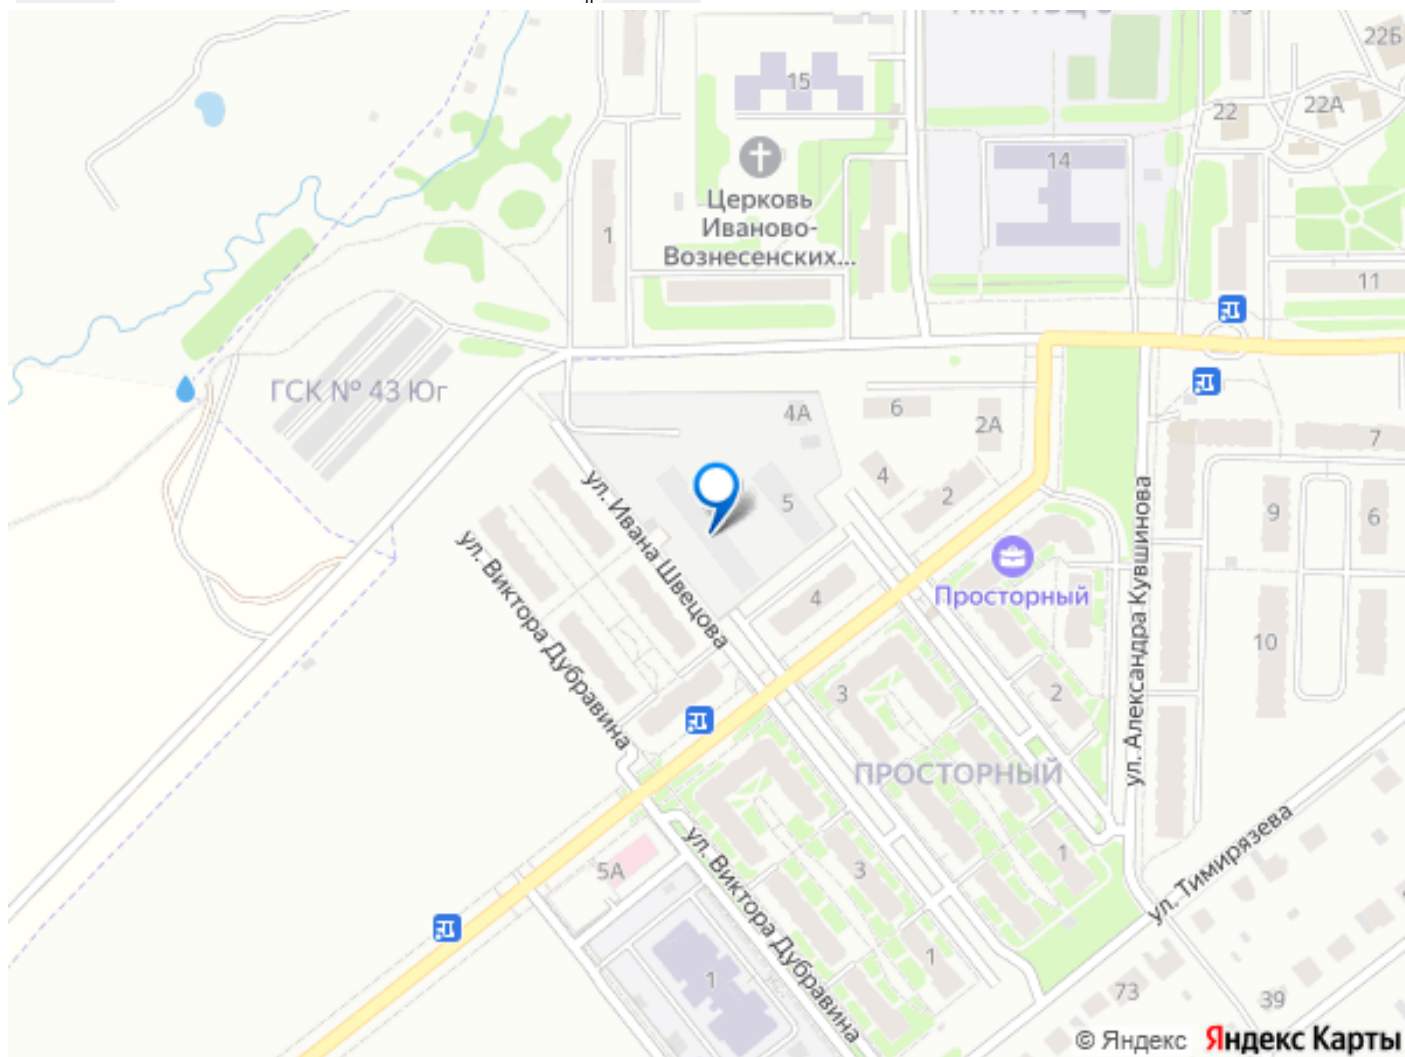 22Б
15
22
22А
14
Церковь
Иваново-
Вознесенских...
1
11
ГСК № 43 Юг
4А
6
2А
7
ул. Ивана Швецова
5
4
2
9
6
ул. Виктора Дубравина
Просторный
4
ул. Александра Кувшинова
10
3
2
ПРОСТОРНЫЙ
5А
ул. Виктора Дубравина
3
1
ул. Тимирязева
1
1
73
39
© Яндекс Яндекс Карты